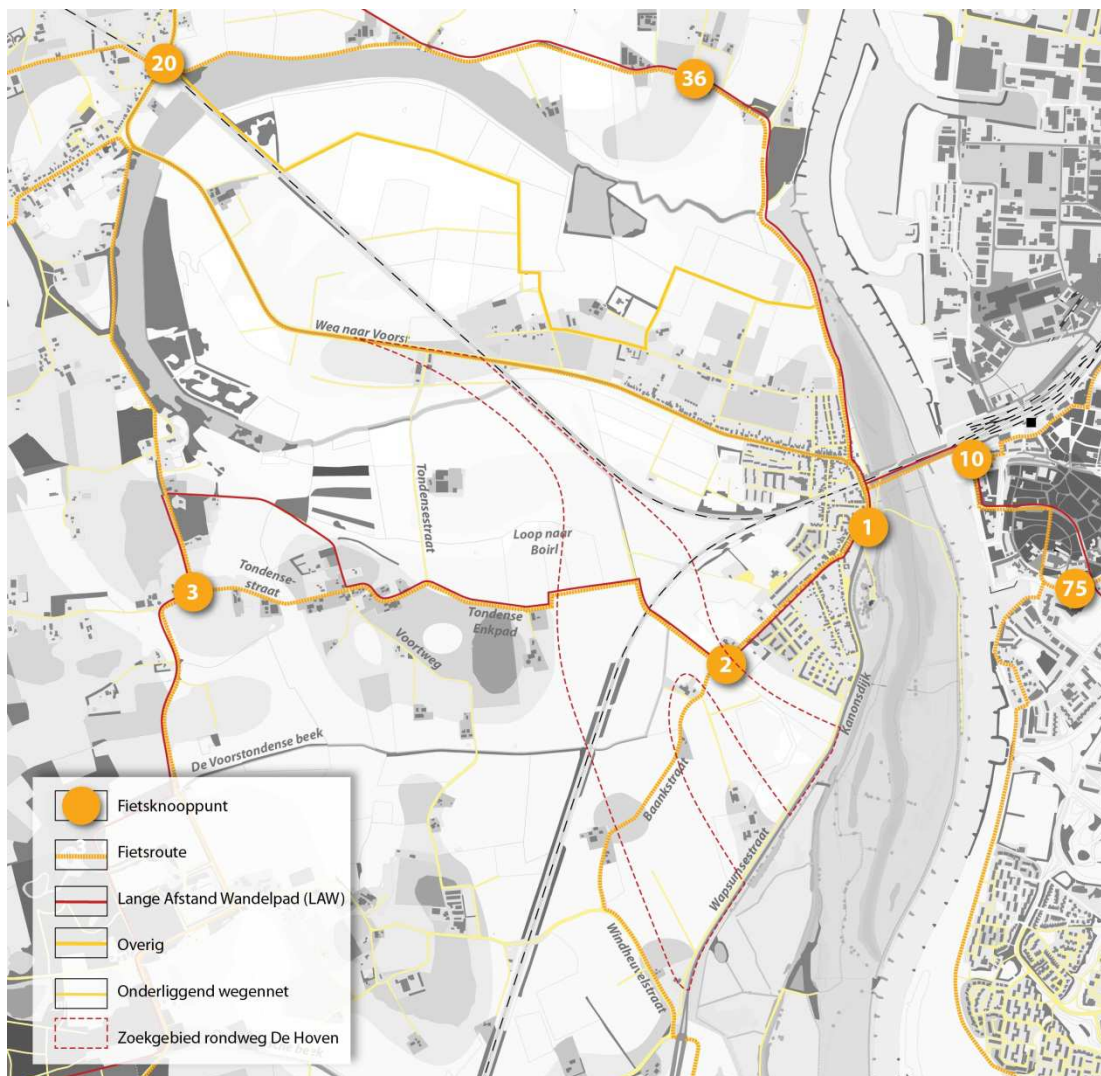 20
36
Weg naar Voorst
10
1
75
Tondensestraat
Loop naar
Boirl
3
Tondense-
straat
Tondense
Enkpad
Voortweg
2
Kanonsdijk
De Voorstondense beek
Baankstraat
Wapsumsestraat
Windheuvelstraat
Fietsknooppunt
Fietsroute
Lange Afstand Wandelpad (LAW)
Overig
Onderliggend wegennet
Zoekgebied rondweg De Hoven
beek